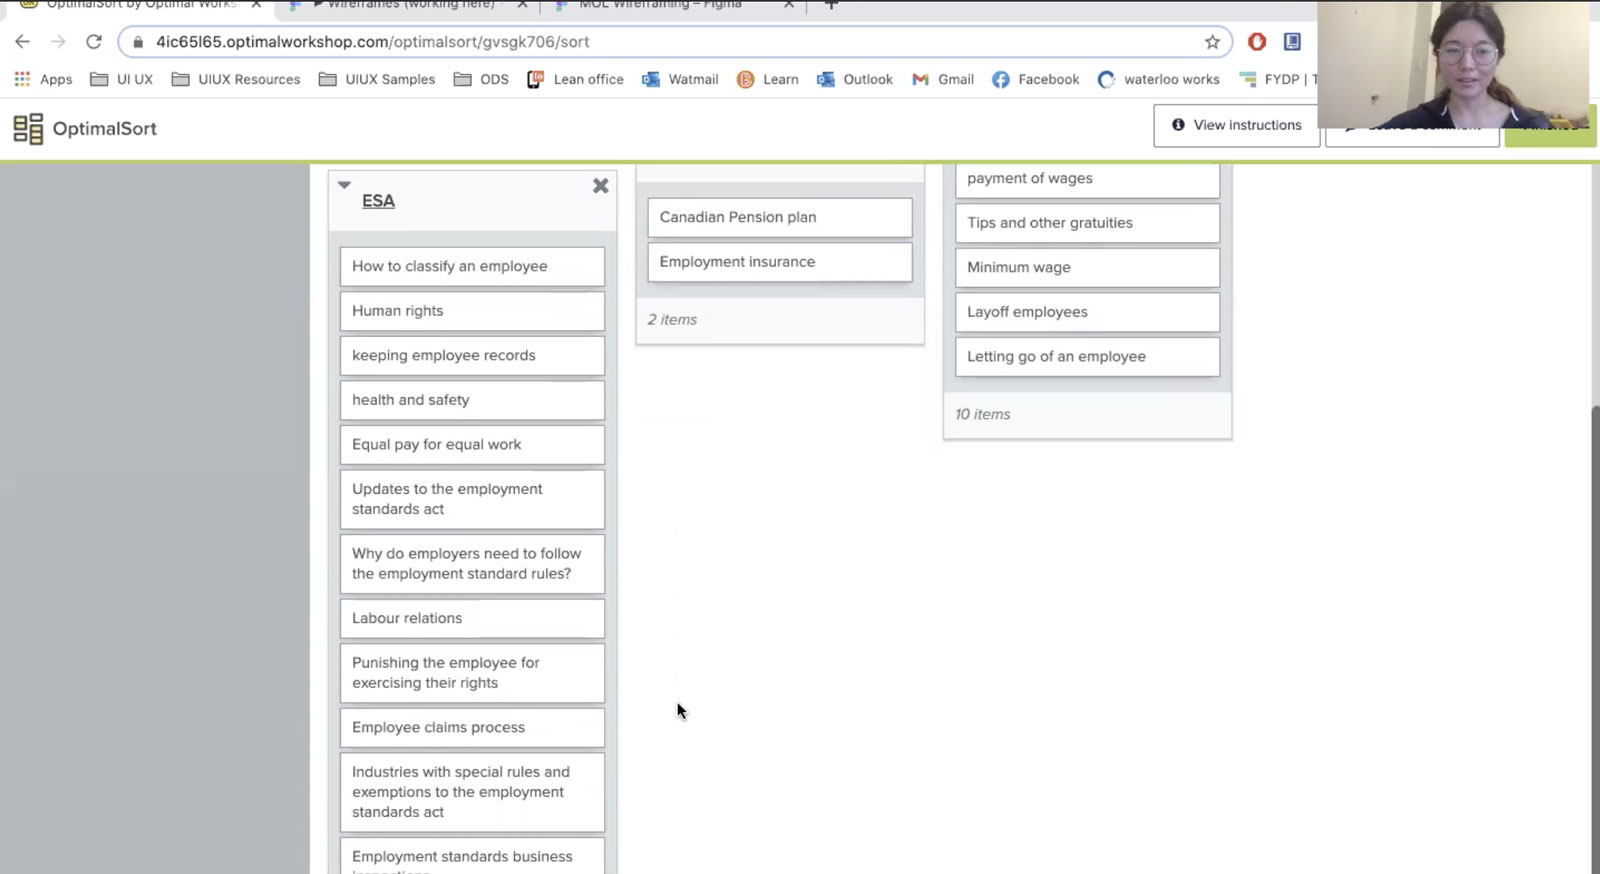 OptimalSort by Optimal Works
Wireframes (working here) -
MOL Wireframing – Figma
4ic65l65.optimalworkshop.com/optimalsort/gvsgk706/sort
Apps
UI UX
UIUX Resources
UIUX Samples
ODS
Lean office
Watmail
Learn
Outlook
Gmail
Facebook
waterloo works
FYDP | T
OptimalSort
View instructions
ESA
How to classify an employee
Human rights
keeping employee records
health and safety
Equal pay for equal work
Updates to the employment
standards act
Why do employers need to follow
the employment standard rules?
Labour relations
Punishing the employee for
exercising their rights
Employee claims process
Industries with special rules and
exemptions to the employment
standards act
Employment standards business
Canadian Pension plan
Employment insurance
2 items
payment of wages
Tips and other gratuities
Minimum wage
Layoff employees
Letting go of an employee
10 items